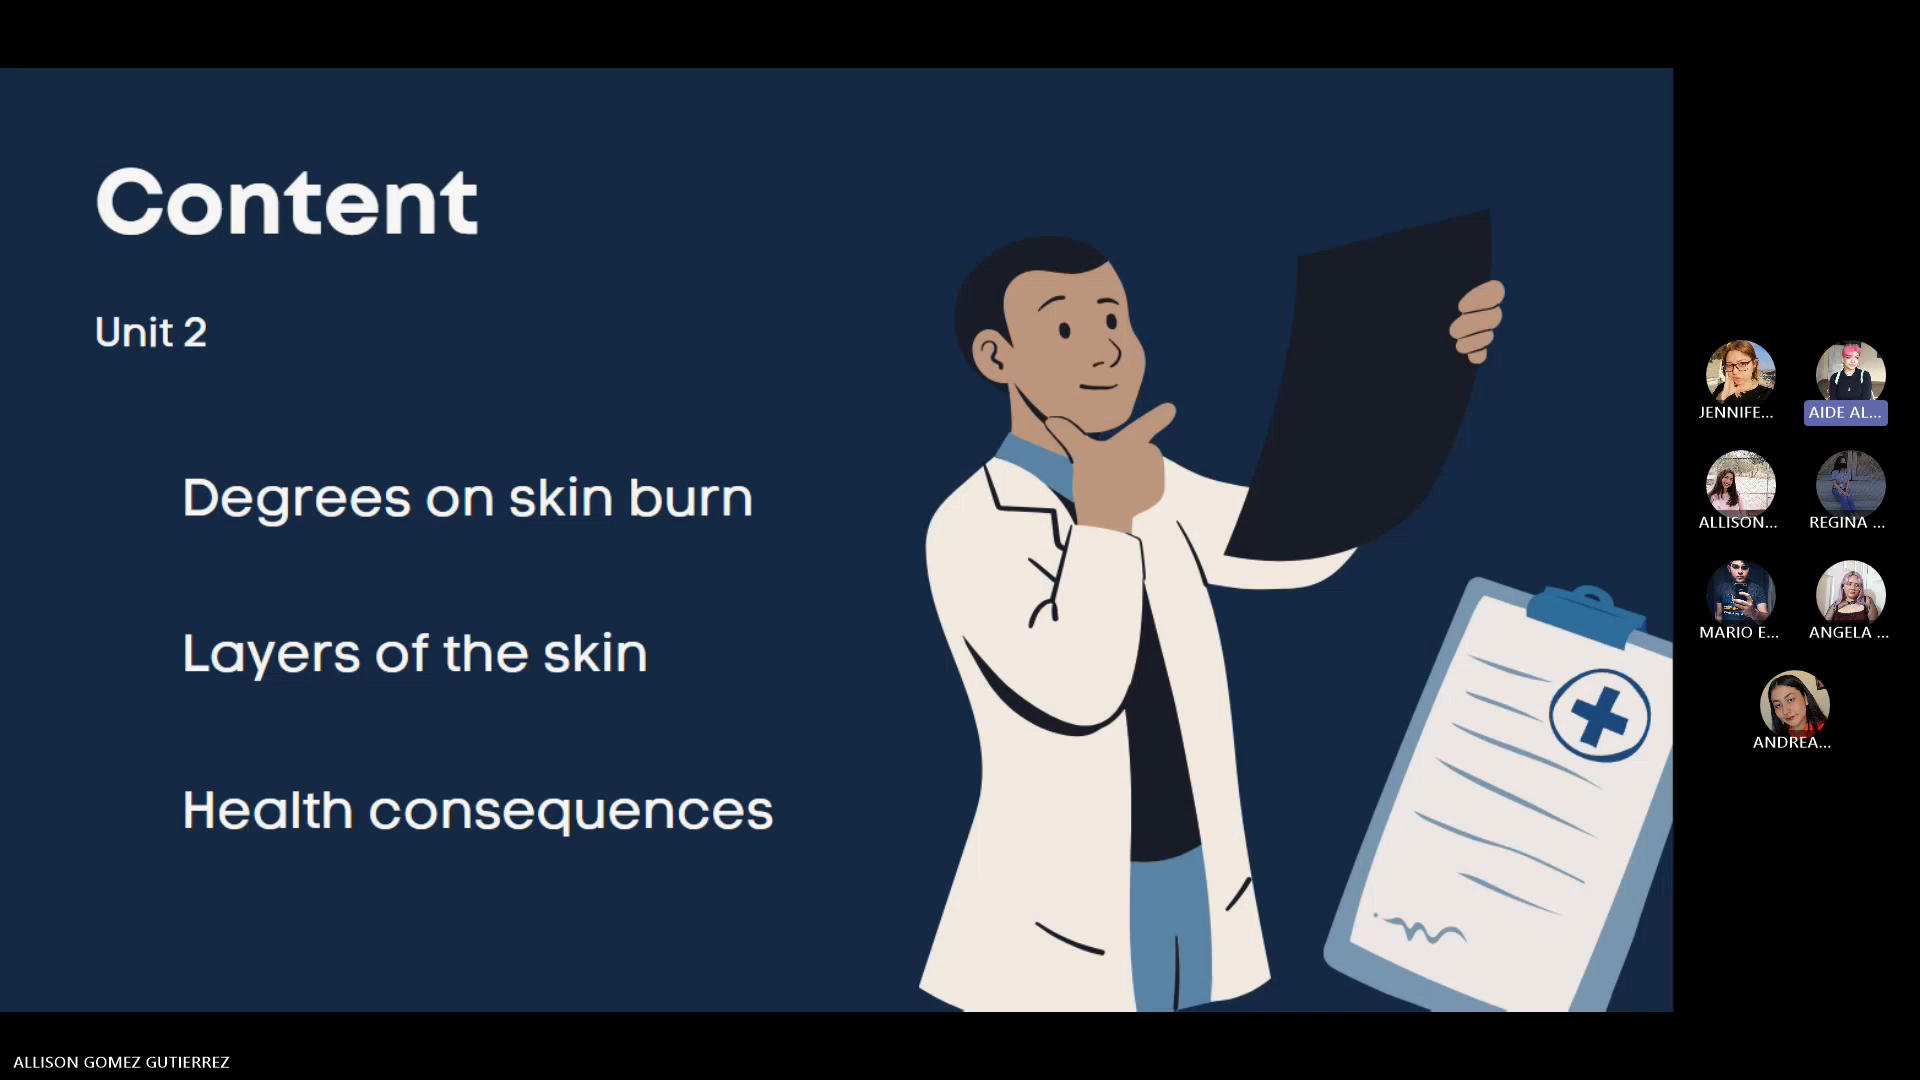 Content
Unit 2
Degrees on skin burn
Layers of the skin
Health consequences
JENNIFE...
AIDE AL...
ALLISON...
REGINA ...
MARIO E...
ANGELA ...
ANDREA...
ALLISON GOMEZ GUTIERREZ